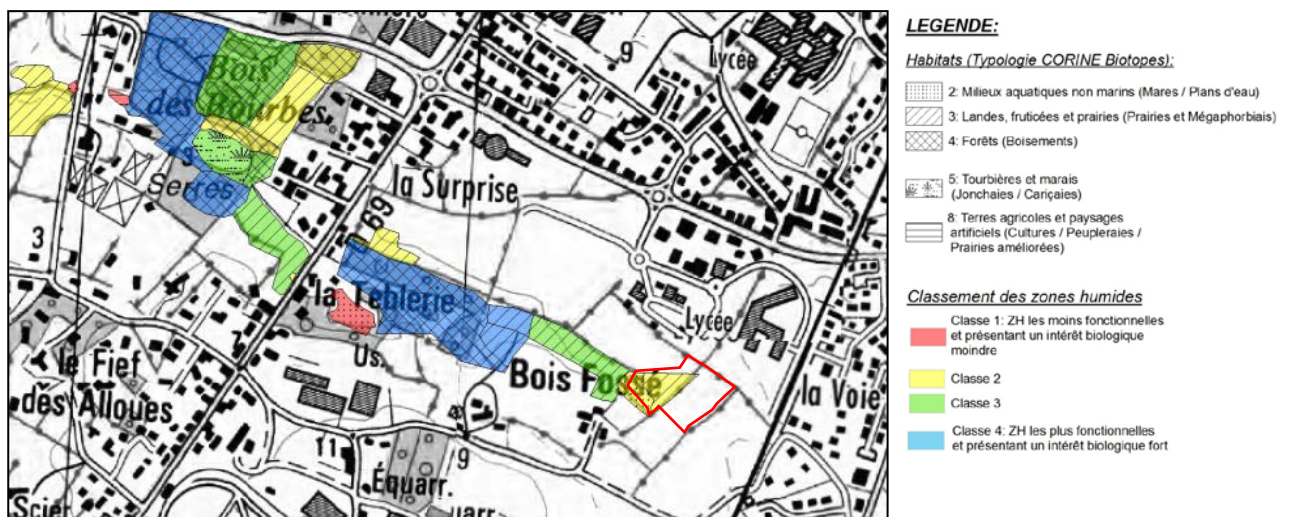 Bois
des Bourbes
Serres
3
69
la Surprise
9
Lycée
la Teblerie
7
Us.
le Fief
des Alloues
Lycée
Bois Fossé
la Voie
11
9
Équarr.
Scier
LEGENDE:
Habitats (Typologie CORINE Biotopes):
2: Milieux aquatiques non marins (Mares / Plans d'eau)
3: Landes, fruticées et prairies (Prairies et Mégaphorbiais)
4: Forêts (Boisements)
5: Tourbières et marais
(Jonchaies / Cariçaies)
8: Terres agricoles et paysages
artificiels (Cultures / Peupleraies /
Prairies améliorées)
Classement des zones humides
Classe 1: ZH les moins fonctionnelles
et présentant un intérêt biologique
moindre
Classe 2
Classe 3
Classe 4: ZH les plus fonctionnelles
et présentant un intérêt biologique fort